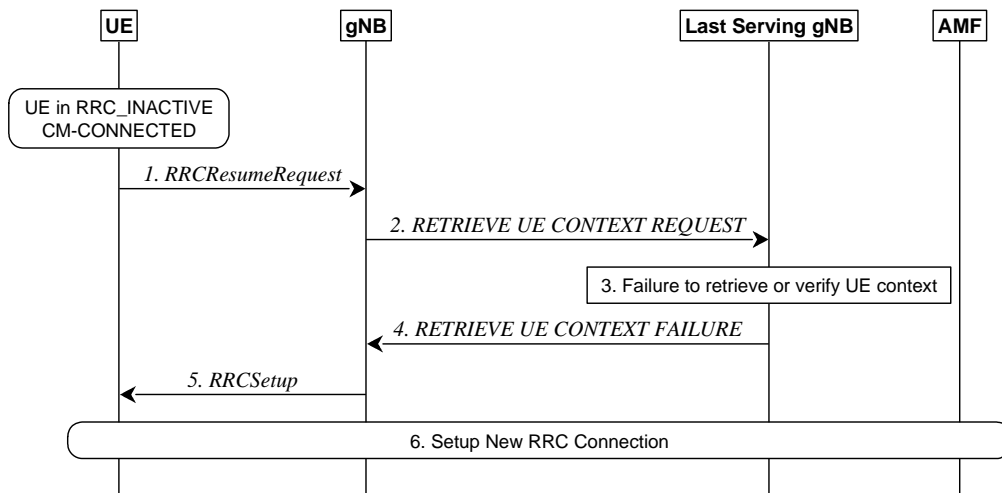 UE
gNB
Last Serving gNB
AMF
UE in RRC_INACTIVE
CM-CONNECTED
1. RRCResumeRequest
2. RETRIEVE UE CONTEXT REQUEST
3. Failure to retrieve or verify UE context
4. RETRIEVE UE CONTEXT FAILURE
5. RRCSetup
6. Setup New RRC Connection